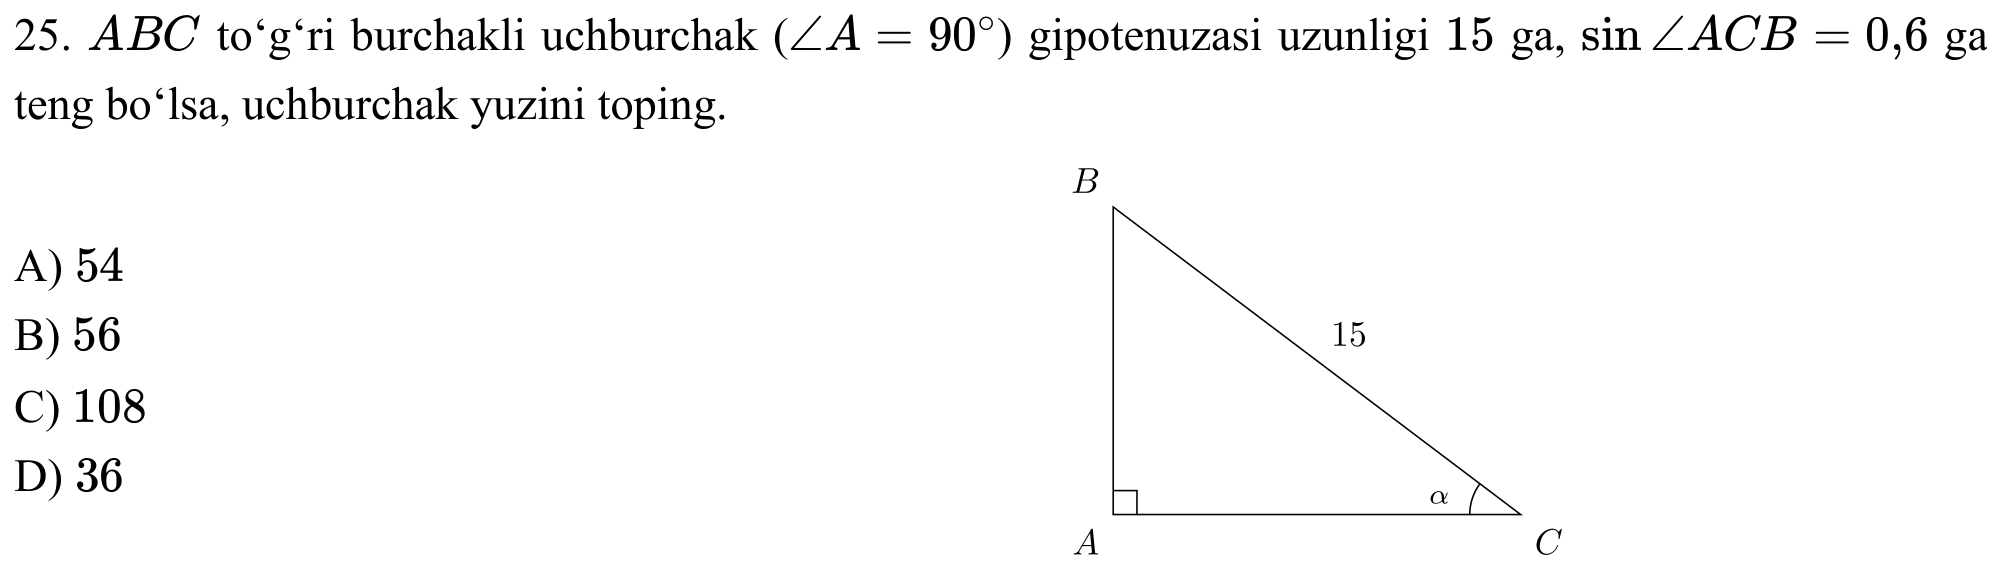 25. ABC to‘g‘ri burchakli uchburchak (∠A = 90°) gipotenuzasi uzunligi 15 ga, sin ∠ACB = 0,6 ga
teng bo‘lsa, uchburchak yuzini toping.
B
A) 54
B) 56
15
C) 108
D) 36
α
A
C